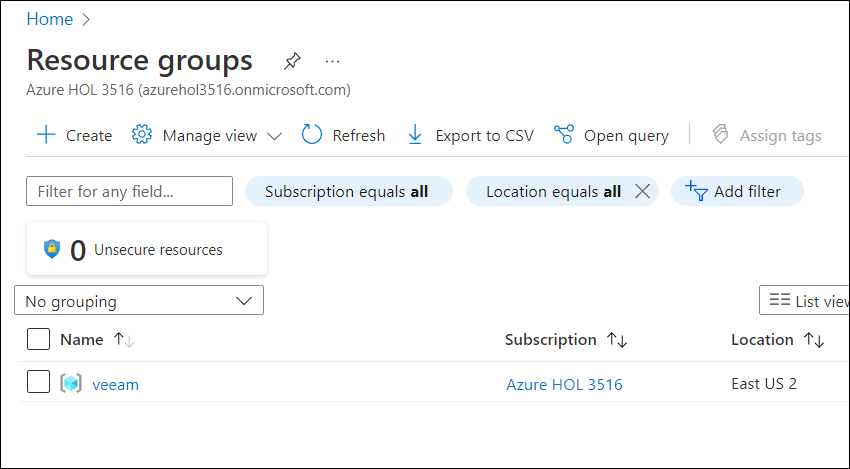 Home
Resource groups
Azure HOL 3516 (azurehol3516.onmicrosoft.com)
Create Manage view Refresh Export to CSV Open query Assign tags
Filter for any field... Subscription equals all Location equals all Add filter
0 Unsecure resources
No grouping List view
Name Subscription Location
veeam Azure HOL 3516 East US 2